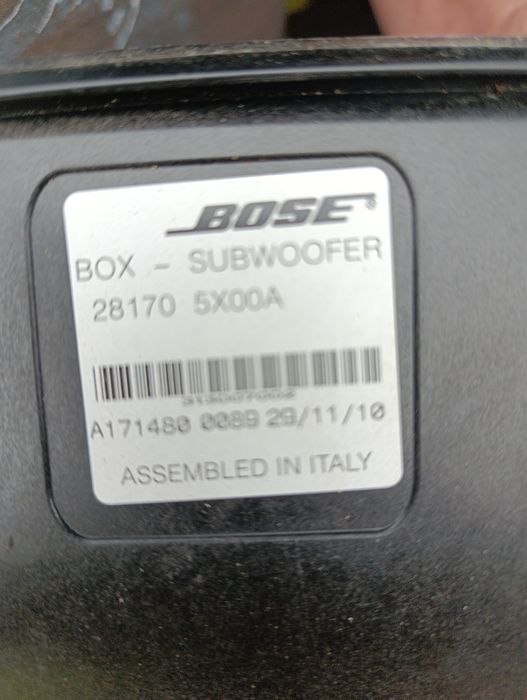 BOSE®
BOX - SUBWOOFER
28170 5X00A
A171480 0089 29/11/10
ASSEMBLED IN ITALY